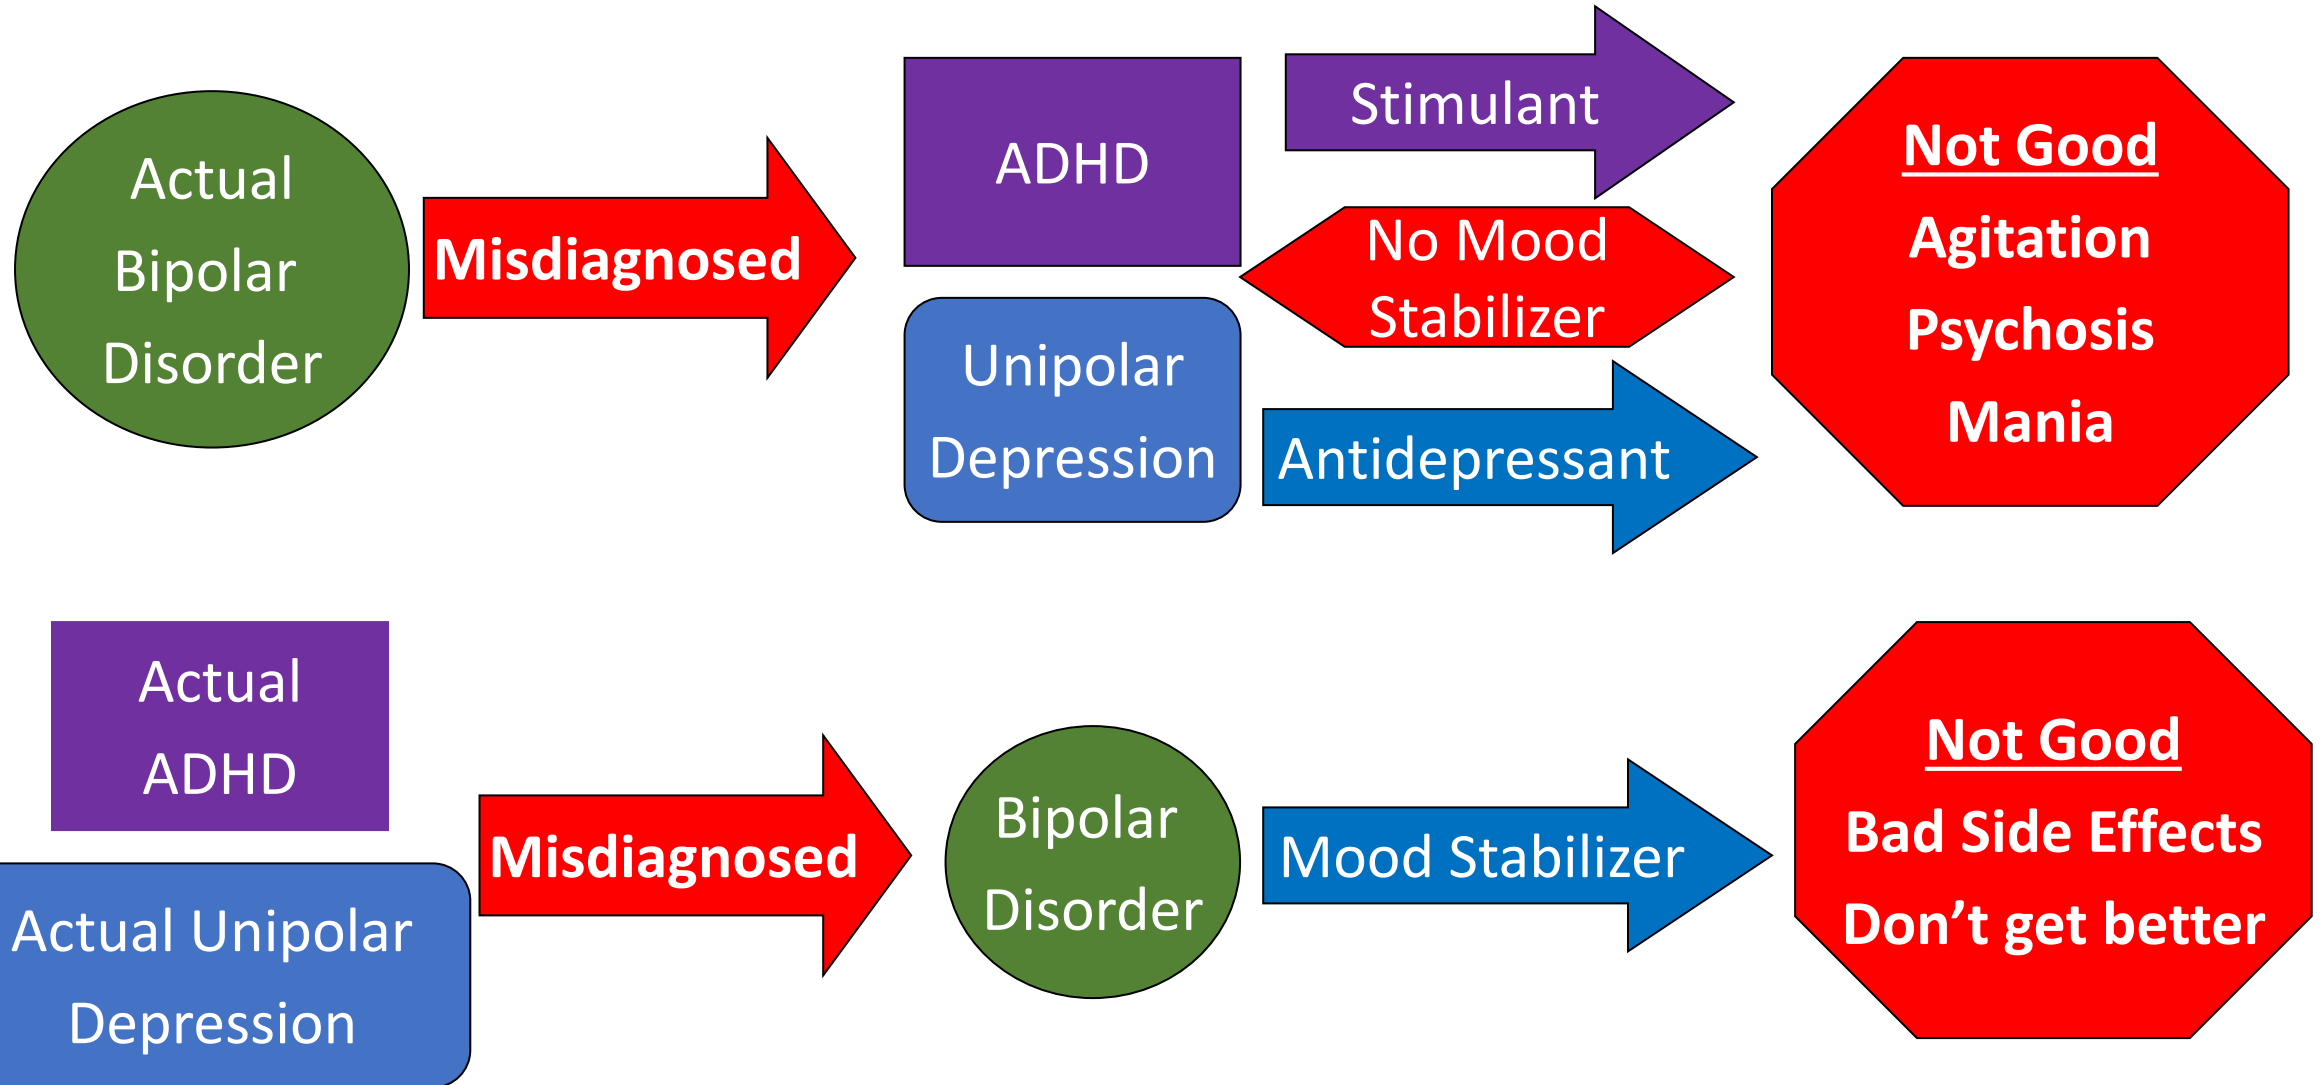 Actual
Bipolar
Disorder
Misdiagnosed
ADHD
Unipolar
Depression
Stimulant
No Mood
Stabilizer
Antidepressant
Not Good
Agitation
Psychosis
Mania
Actual
ADHD
Actual Unipolar
Depression
Misdiagnosed
Bipolar
Disorder
Mood Stabilizer
Not Good
Bad Side Effects
Don’t get better